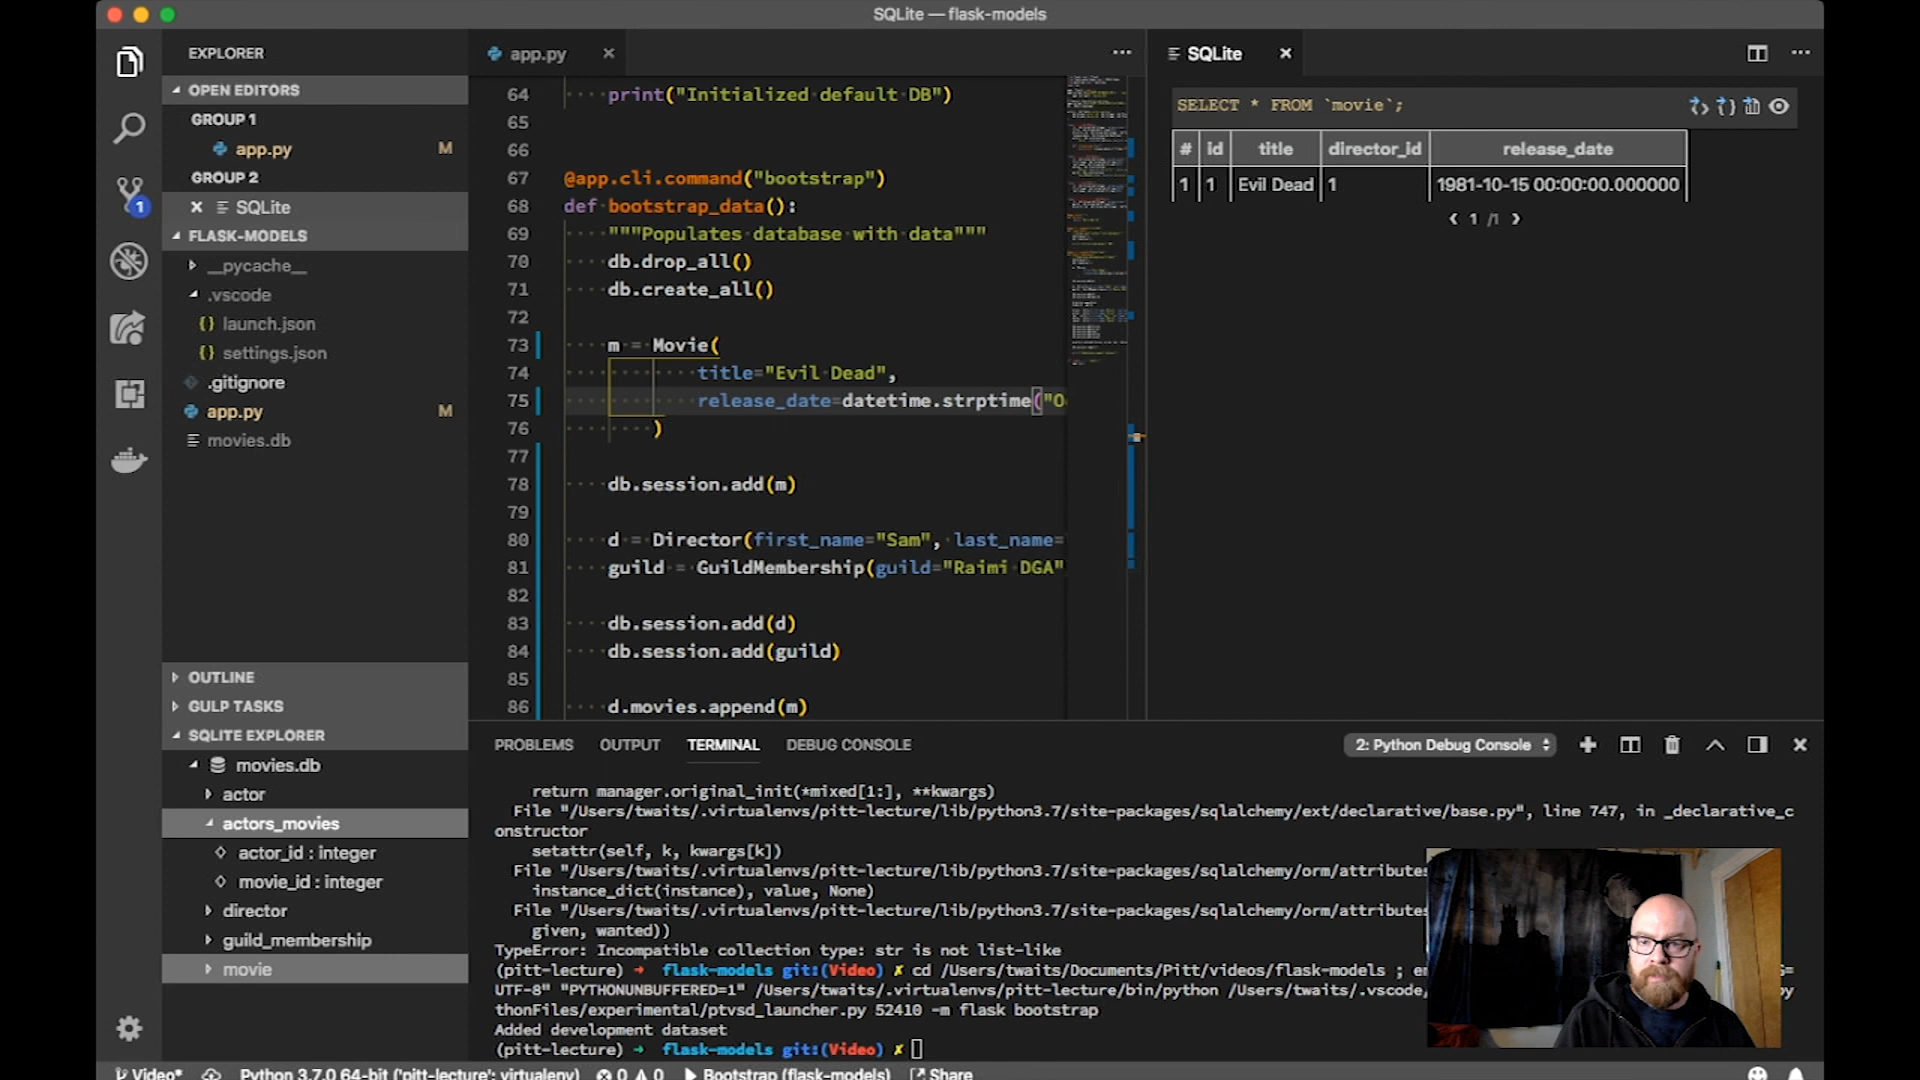 SQLite — flask-models
EXPLORER
OPEN EDITORS
GROUP 1
app.py M
GROUP 2
SQLite
FLASK-MODELS
__pycache__
.vscode
launch.json
settings.json
.gitignore
app.py M
movies.db
OUTLINE
GULP TASKS
SQLITE EXPLORER
movies.db
actor
actors_movies
actor_id : integer
movie_id : integer
director
guild_membership
movie
1
app.py
64 print("Initialized default DB")
65
66
67 @app.cli.command("bootstrap")
68 def bootstrap_data():
69 """Populates database with data"""
70 db.drop_all()
71 db.create_all()
72
73 m = Movie(
74 title="Evil Dead",
75 release_date=datetime.strptime("O
76 )
77
78 db.session.add(m)
79
80 d = Director(first_name="Sam", last_name=
81 guild = GuildMembership(guild="Raimi DGA"
82
83 db.session.add(d)
84 db.session.add(guild)
85
86 d.movies.append(m)
SQLite
SELECT * FROM `movie`;
# id title director_id release_date
1 1 Evil Dead 1 1981-10-15 00:00:00.000000
1 /1
PROBLEMS OUTPUT TERMINAL DEBUG CONSOLE
2: Python Debug Console
return manager.original_init(*mixed[1:], **kwargs)
File "/Users/twaits/.virtualenvs/pitt-lecture/lib/python3.7/site-packages/sqlalchemy/ext/declarative/base.py", line 747, in _declarative_c
onstructor
setattr(self, k, kwargs[k])
File "/Users/twaits/.virtualenvs/pitt-lecture/lib/python3.7/site-packages/sqlalchemy/orm/attributes
instance_dict(instance), value, None)
File "/Users/twaits/.virtualenvs/pitt-lecture/lib/python3.7/site-packages/sqlalchemy/orm/attributes
given, wanted))
TypeError: Incompatible collection type: str is not list-like
(pitt-lecture) → flask-models git:(Video) ✗ cd /Users/twaits/Documents/Pitt/videos/flask-models ; en S=
UTF-8" "PYTHONUNBUFFERED=1" /Users/twaits/.virtualenvs/pitt-lecture/bin/python /Users/twaits/.vscode/ py
thonFiles/experimental/ptvsd_launcher.py 52410 -m flask bootstrap
Added development dataset
(pitt-lecture) → flask-models git:(Video) ✗
Video* Python 3.7.0 64-bit ('pitt-lecture': virtualenv) 0 0 Bootstrap (flask-models) Share